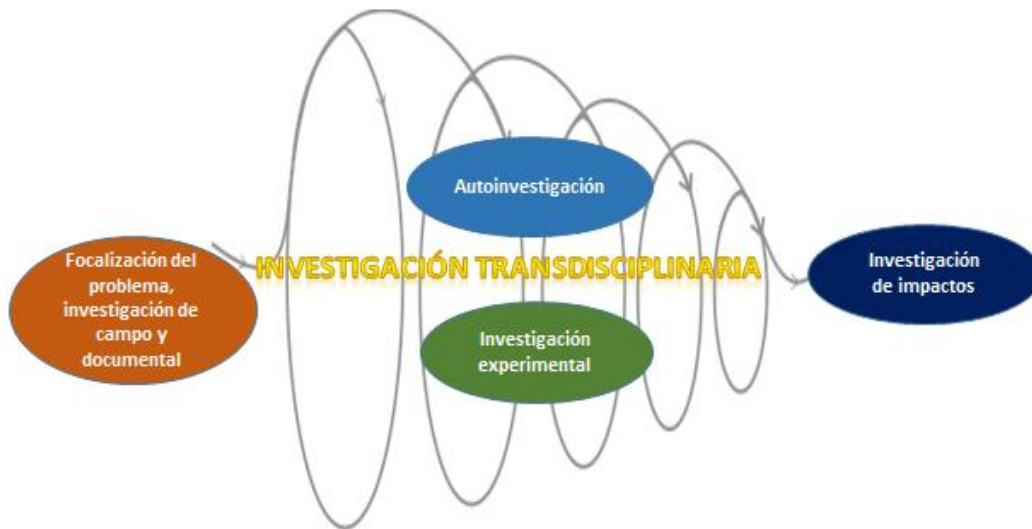 Autoinvestigación
Focalización del
problema,
investigación de
campo y
documental
INVESTIGACIÓN TRANSDISCIPLINARIA
Investigación
de impactos
Investigación
experimental